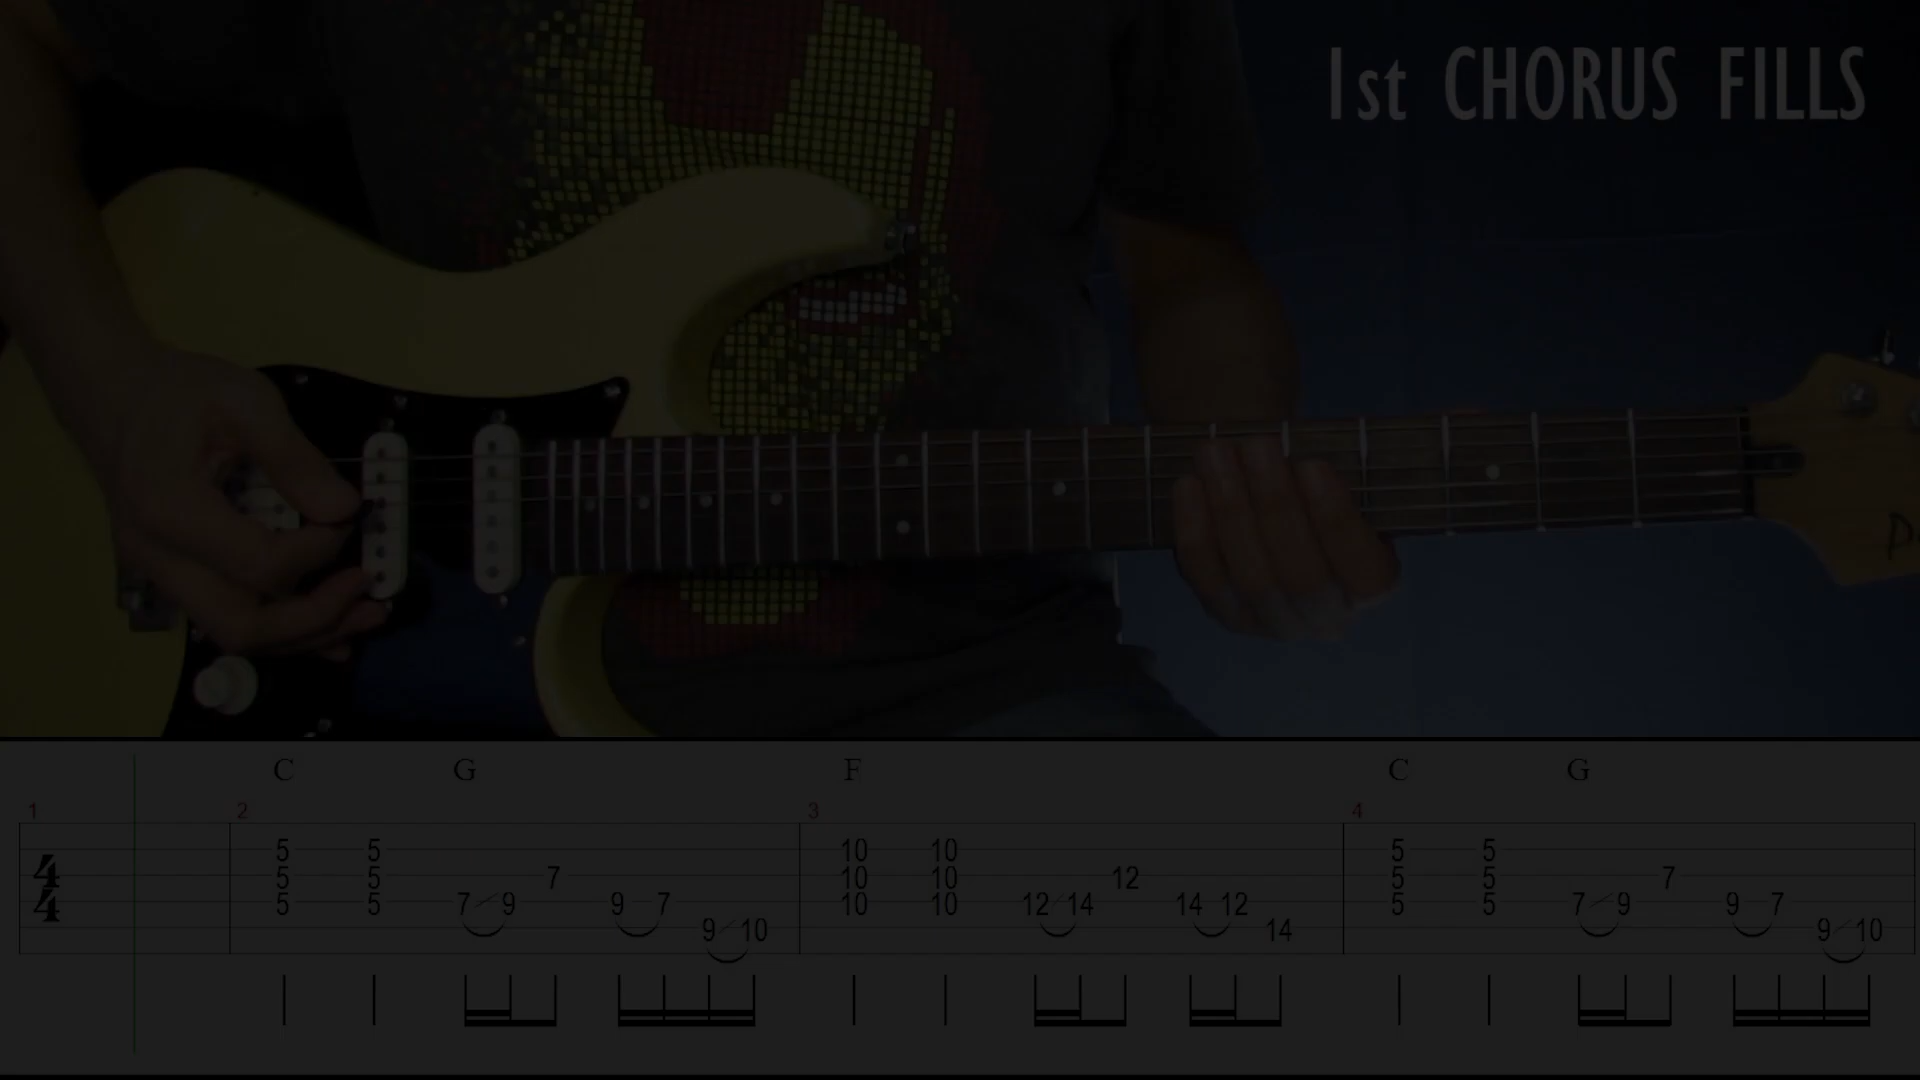 1st CHORUS FILLS
C G F C G
1 2 3 4
5 5 10 10 5 5
4 5 5 7 10 10 12 5 5 7
4 5 5 7 9 9 7 10 10 12 14 14 12 5 5 7 9 9 7
9 10 14 9 10
D